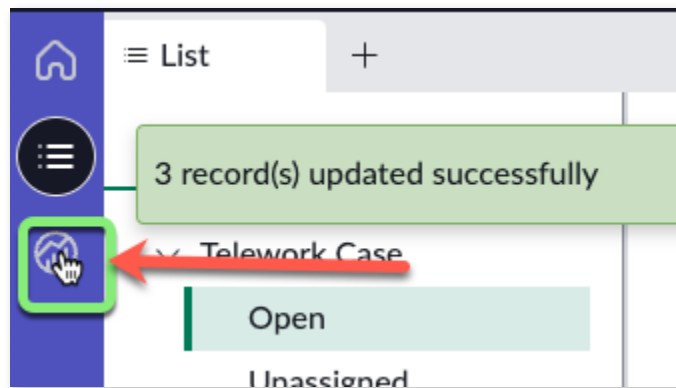 List
3 record(s) updated successfully
Telework Case
Open
Unassigned